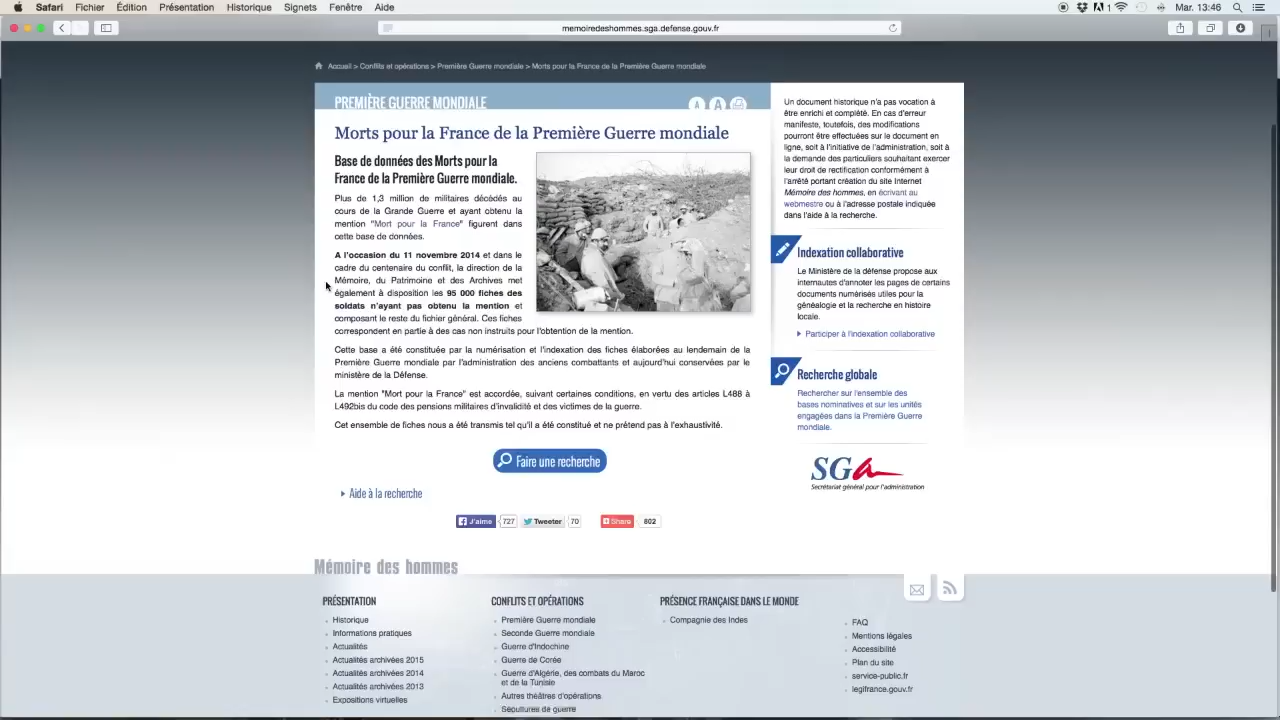 Safari Fichier Édition Présentation Historique Signets Fenêtre Aide
Mar. 13:46
memoiredeshommes.sga.defense.gouv.fr
Accueil > Conflits et opérations > Première Guerre mondiale > Morts pour la France de la Première Guerre mondiale
PREMIÈRE GUERRE MONDIALE
A A
Morts pour la France de la Première Guerre mondiale
Base de données des Morts pour la
France de la Première Guerre mondiale.
Plus de 1,3 million de militaires décédés au
cours de la Grande Guerre et ayant obtenu la
mention "Mort pour la France" figurent dans
cette base de données.
A l'occasion du 11 novembre 2014 et dans le
cadre du centenaire du conflit, la direction de la
Mémoire, du Patrimoine et des Archives met
également à disposition les 95 000 fiches des
soldats n'ayant pas obtenu la mention et
composant le reste du fichier général. Ces fiches
correspondent en partie à des cas non instruits pour l'obtention de la mention.
Cette base a été constituée par la numérisation et l'indexation des fiches élaborées au lendemain de la
Première Guerre mondiale par l'administration des anciens combattants et aujourd'hui conservées par le
ministère de la Défense.
La mention "Mort pour la France" est accordée, suivant certaines conditions, en vertu des articles L488 à
L492bis du code des pensions militaires d'invalidité et des victimes de la guerre.
Cet ensemble de fiches nous a été transmis tel qu'il a été constitué et ne prétend pas à l'exhaustivité.
Faire une recherche
Aide à la recherche
J'aime 727 Tweeter 70 Share 802
Un document historique n'a pas vocation à
être enrichi et complété. En cas d'erreur
manifeste, toutefois, des modifications
pourront être effectuées sur le document en
ligne, soit à l'initiative de l'administration, soit à
la demande des particuliers souhaitant exercer
leur droit de rectification conformément à
l'arrêté portant création du site Internet
Mémoire des hommes, en écrivant au
webmestre ou à l'adresse postale indiquée
dans l'aide à la recherche.
Indexation collaborative
Le Ministère de la défense propose aux
internautes d'annoter les pages de certains
documents numérisés utiles pour la
généalogie et la recherche en histoire
locale.
Participer à l'indexation collaborative
Recherche globale
Rechercher sur l'ensemble des
bases nominatives et sur les unités
engagées dans la Première Guerre
mondiale.
SGA
Secrétariat général pour l'administration
Mémoire des hommes
PRÉSENTATION
Historique
Informations pratiques
Actualités
Actualités archivées 2015
Actualités archivées 2014
Actualités archivées 2013
Expositions virtuelles
CONFLITS ET OPÉRATIONS
Première Guerre mondiale
Seconde Guerre mondiale
Guerre d'Indochine
Guerre de Corée
Guerre d'Algérie, des combats du Maroc
et de la Tunisie
Autres théâtres d'opérations
Sépultures de guerre
PRÉSENCE FRANÇAISE DANS LE MONDE
Compagnie des Indes
FAQ
Mentions légales
Accessibilité
Plan du site
service-public.fr
legifrance.gouv.fr